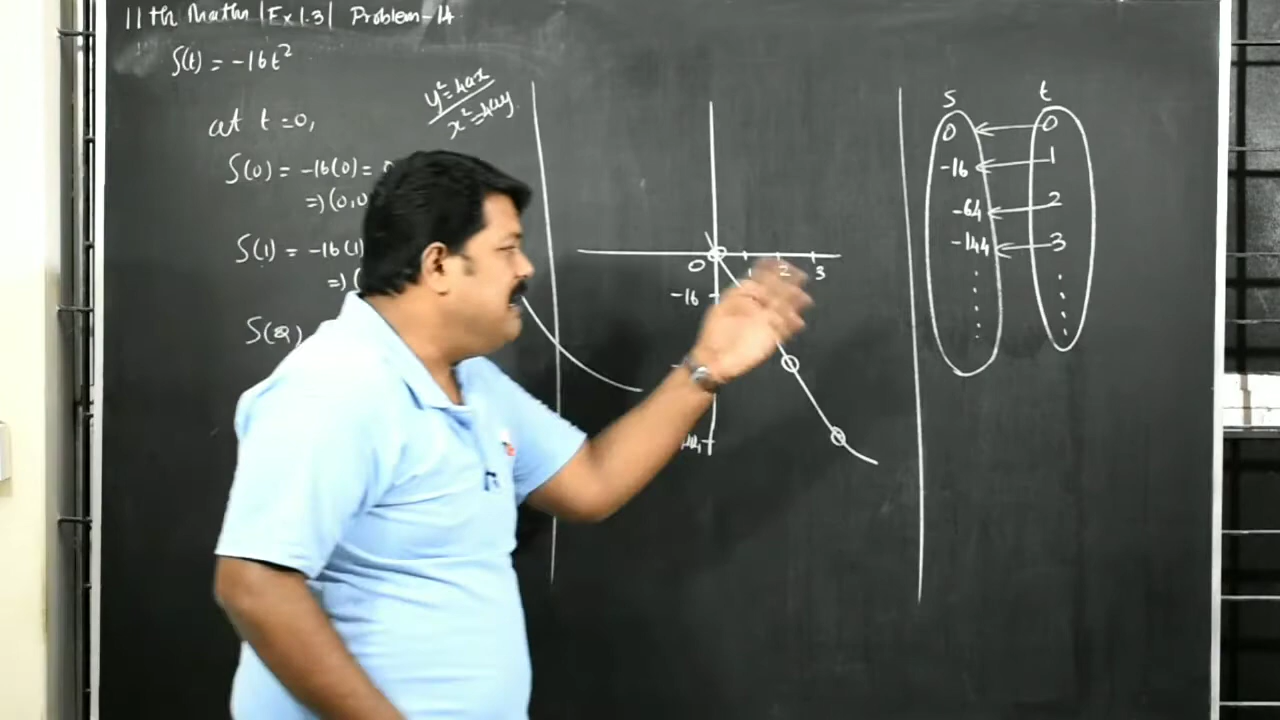 11th Maths | Ex 1.3 | Problem-14
S(t) = -16t²
y² = 4ax
x² = 4ay
at t = 0,
S(0) = -16(0) = 0
=) (0,0
S(1) = -16(1)
=) (
S(2)
0
1
2
3
-16
S t
0 0
-16 1
-64 2
-144 3